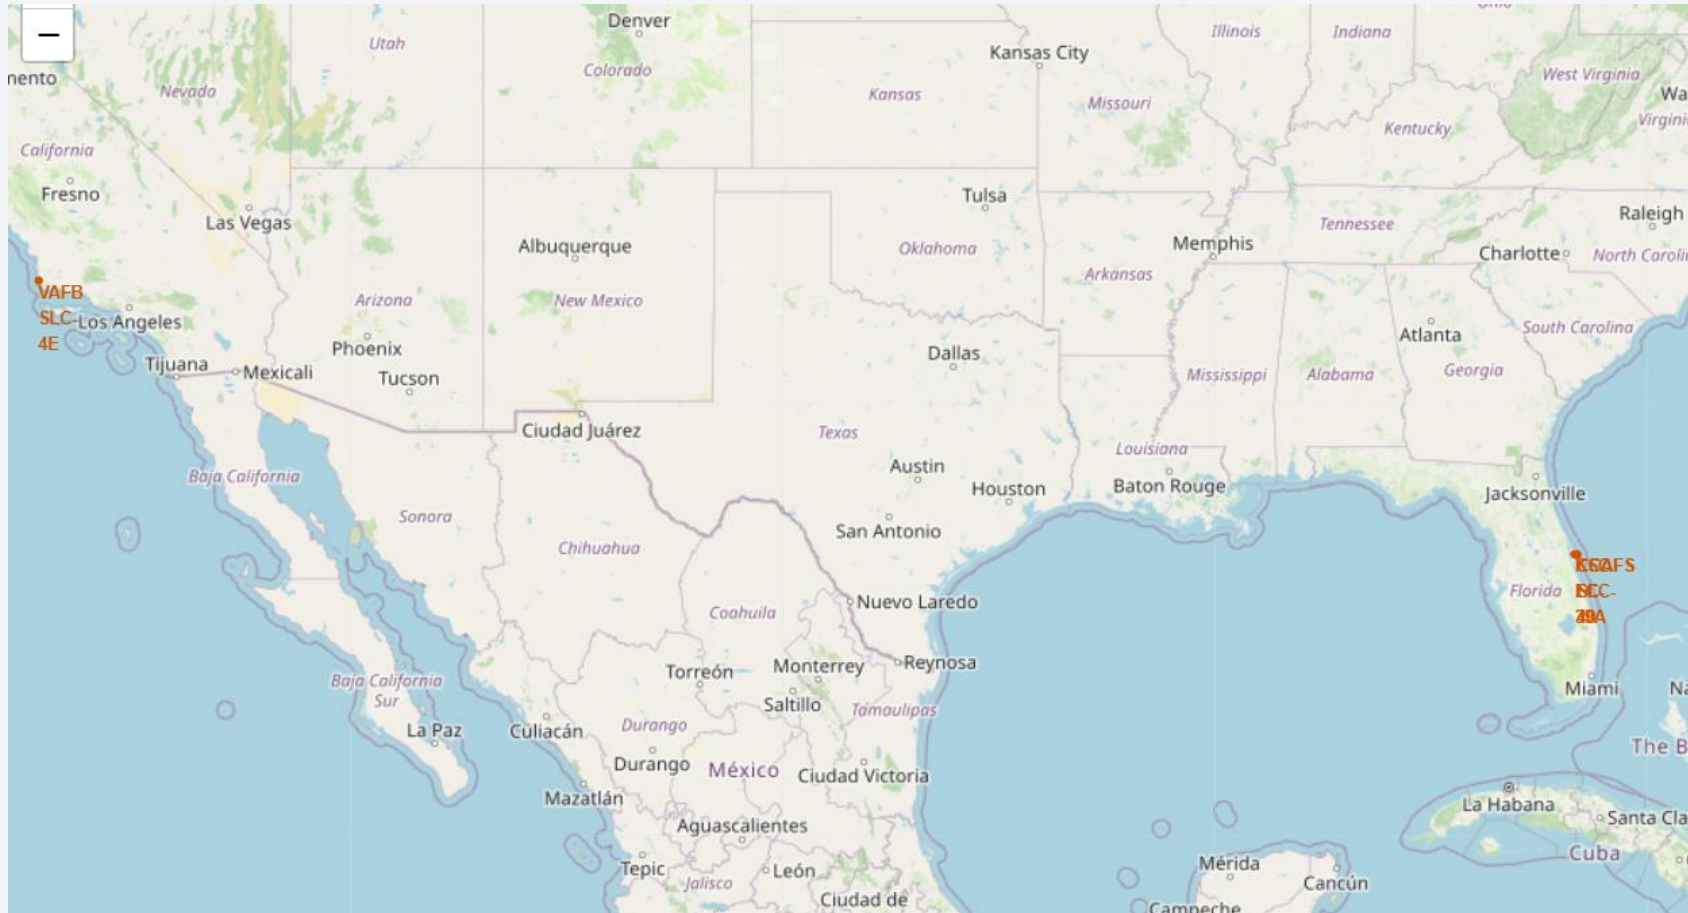 −
Denver
Ohio
Utah
Colorado
Kansas City
Illinois
Indiana
West Virginia
Nevada
Kansas
Missouri
Kentucky
California
Fresno
Las Vegas
Tulsa
Tennessee
Raleigh
Albuquerque
Oklahoma
Memphis
Charlotte
Arkansas
VAFB
SLC-
4E
Los Angeles
Arizona
New Mexico
Phoenix
Dallas
Atlanta
South Carolina
Tijuana
Mexicali
Tucson
Mississippi
Alabama
Georgia
Ciudad Juárez
Texas
Louisiana
Baja California
Austin
Houston
Baton Rouge
Jacksonville
Sonora
San Antonio
Chihuahua
Florida
Coahuila
Nuevo Laredo
Torreón
Monterrey
Reynosa
Baja California
Sur
Saltillo
Tamaulipas
Miami
La Paz
Culiacán
Durango
Durango
México
Ciudad Victoria
The B
Mazatlán
La Habana
Santa Cla
Aguascalientes
Cuba
Tepic
León
Mérida
Jalisco
Cancún
Ciudad de
Campeche